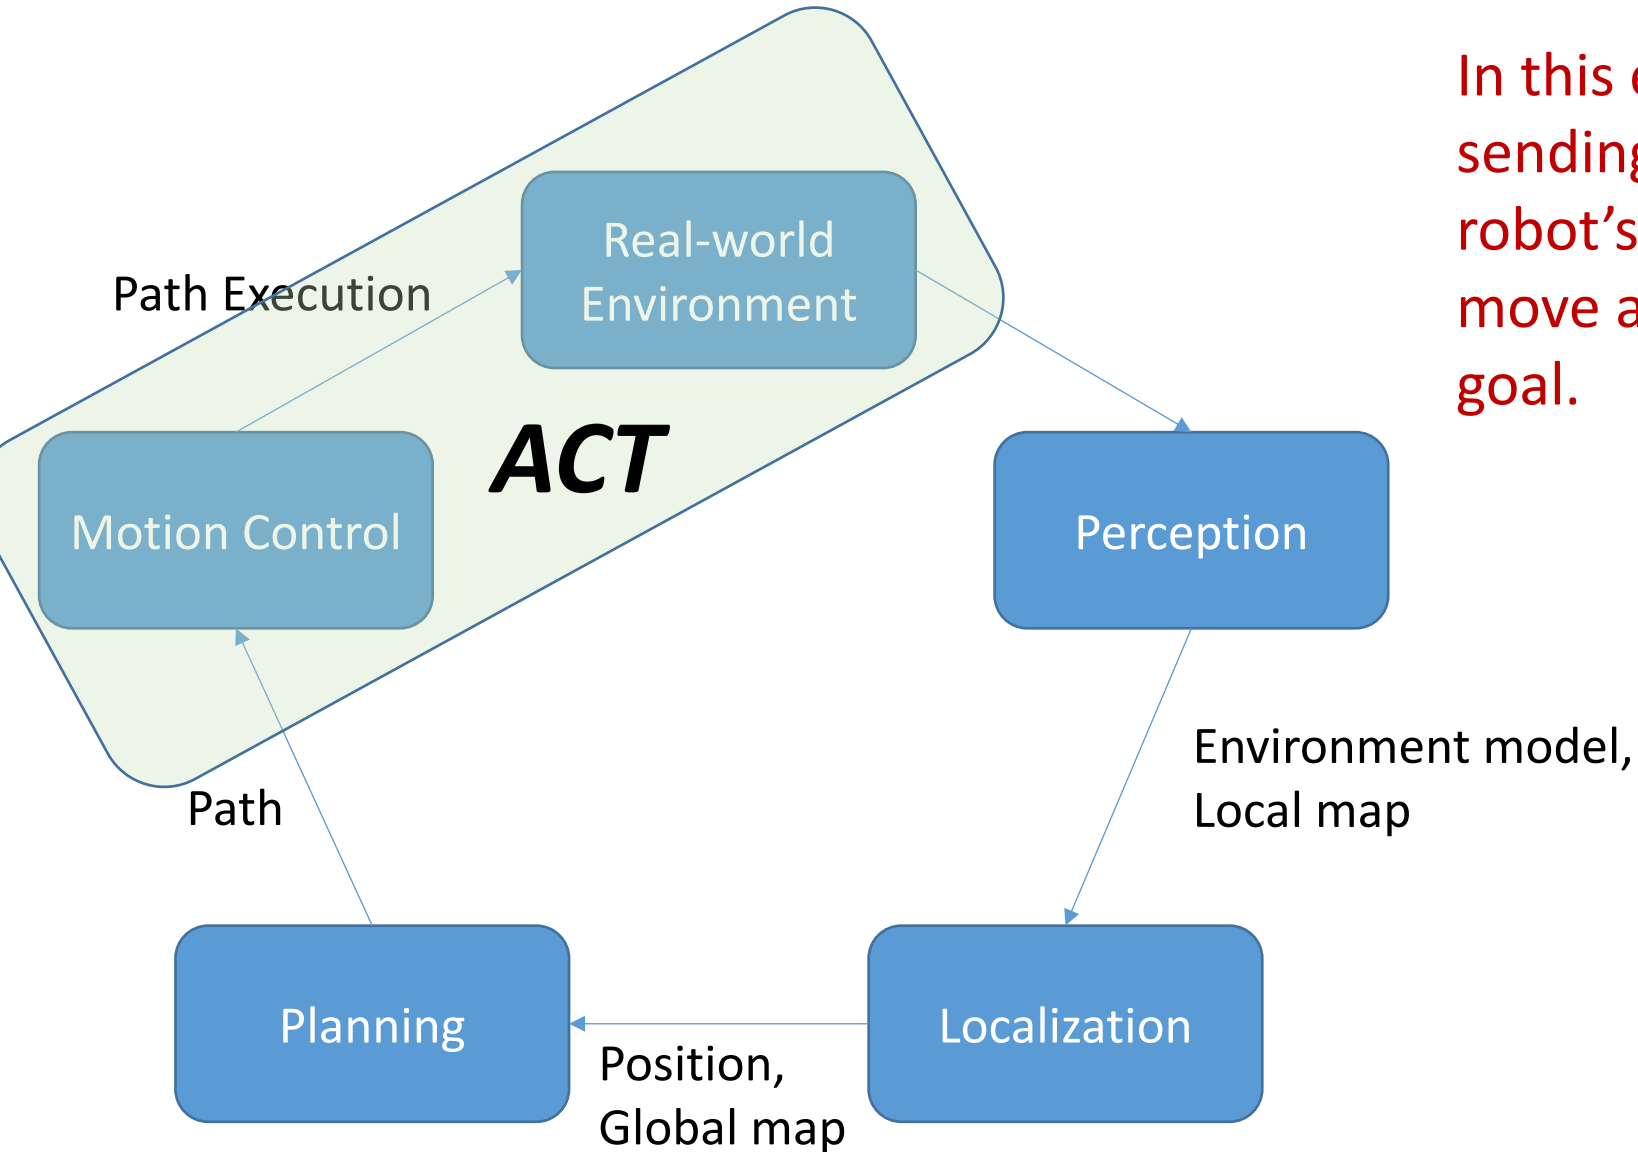 In this
sending
robot's
move a
goal.
Real-world
Environment
Path Execution
ACT
Motion Control
Perception
Environment model,
Local map
Path
Planning
Localization
Position,
Global map